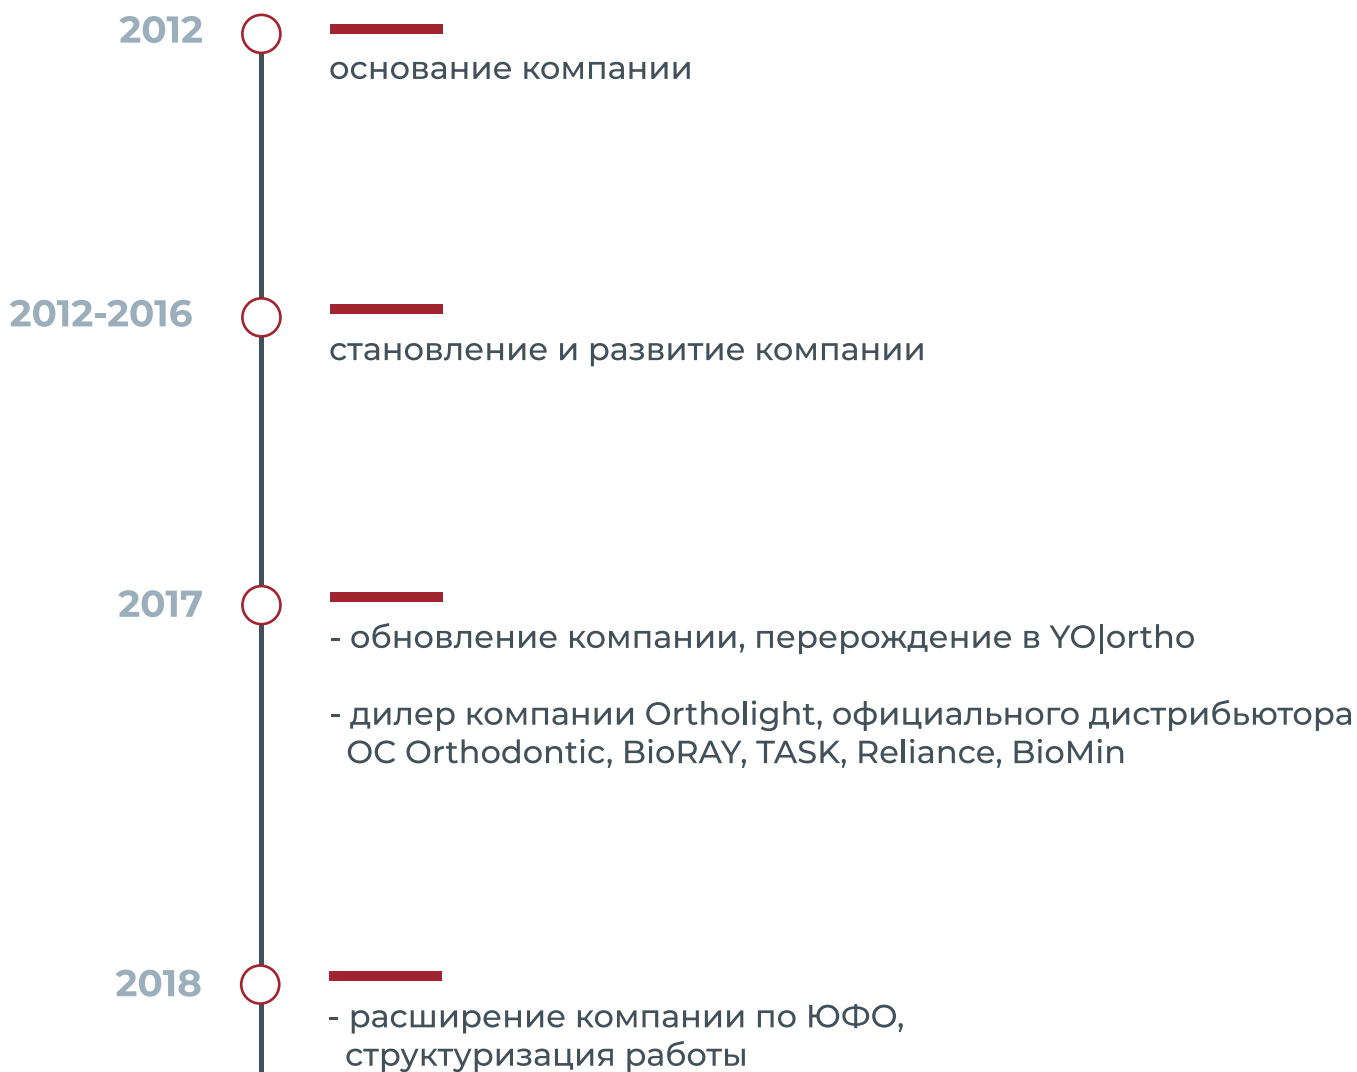 2012
основание компании
2012-2016
становление и развитие компании
2017
- обновление компании, перерождение в YO|ortho
- дилер компании Ortholight, официального дистрибьютора
OC Orthodontic, BioRAY, TASK, Reliance, BioMin
2018
- расширение компании по ЮФО,
структуризация работы